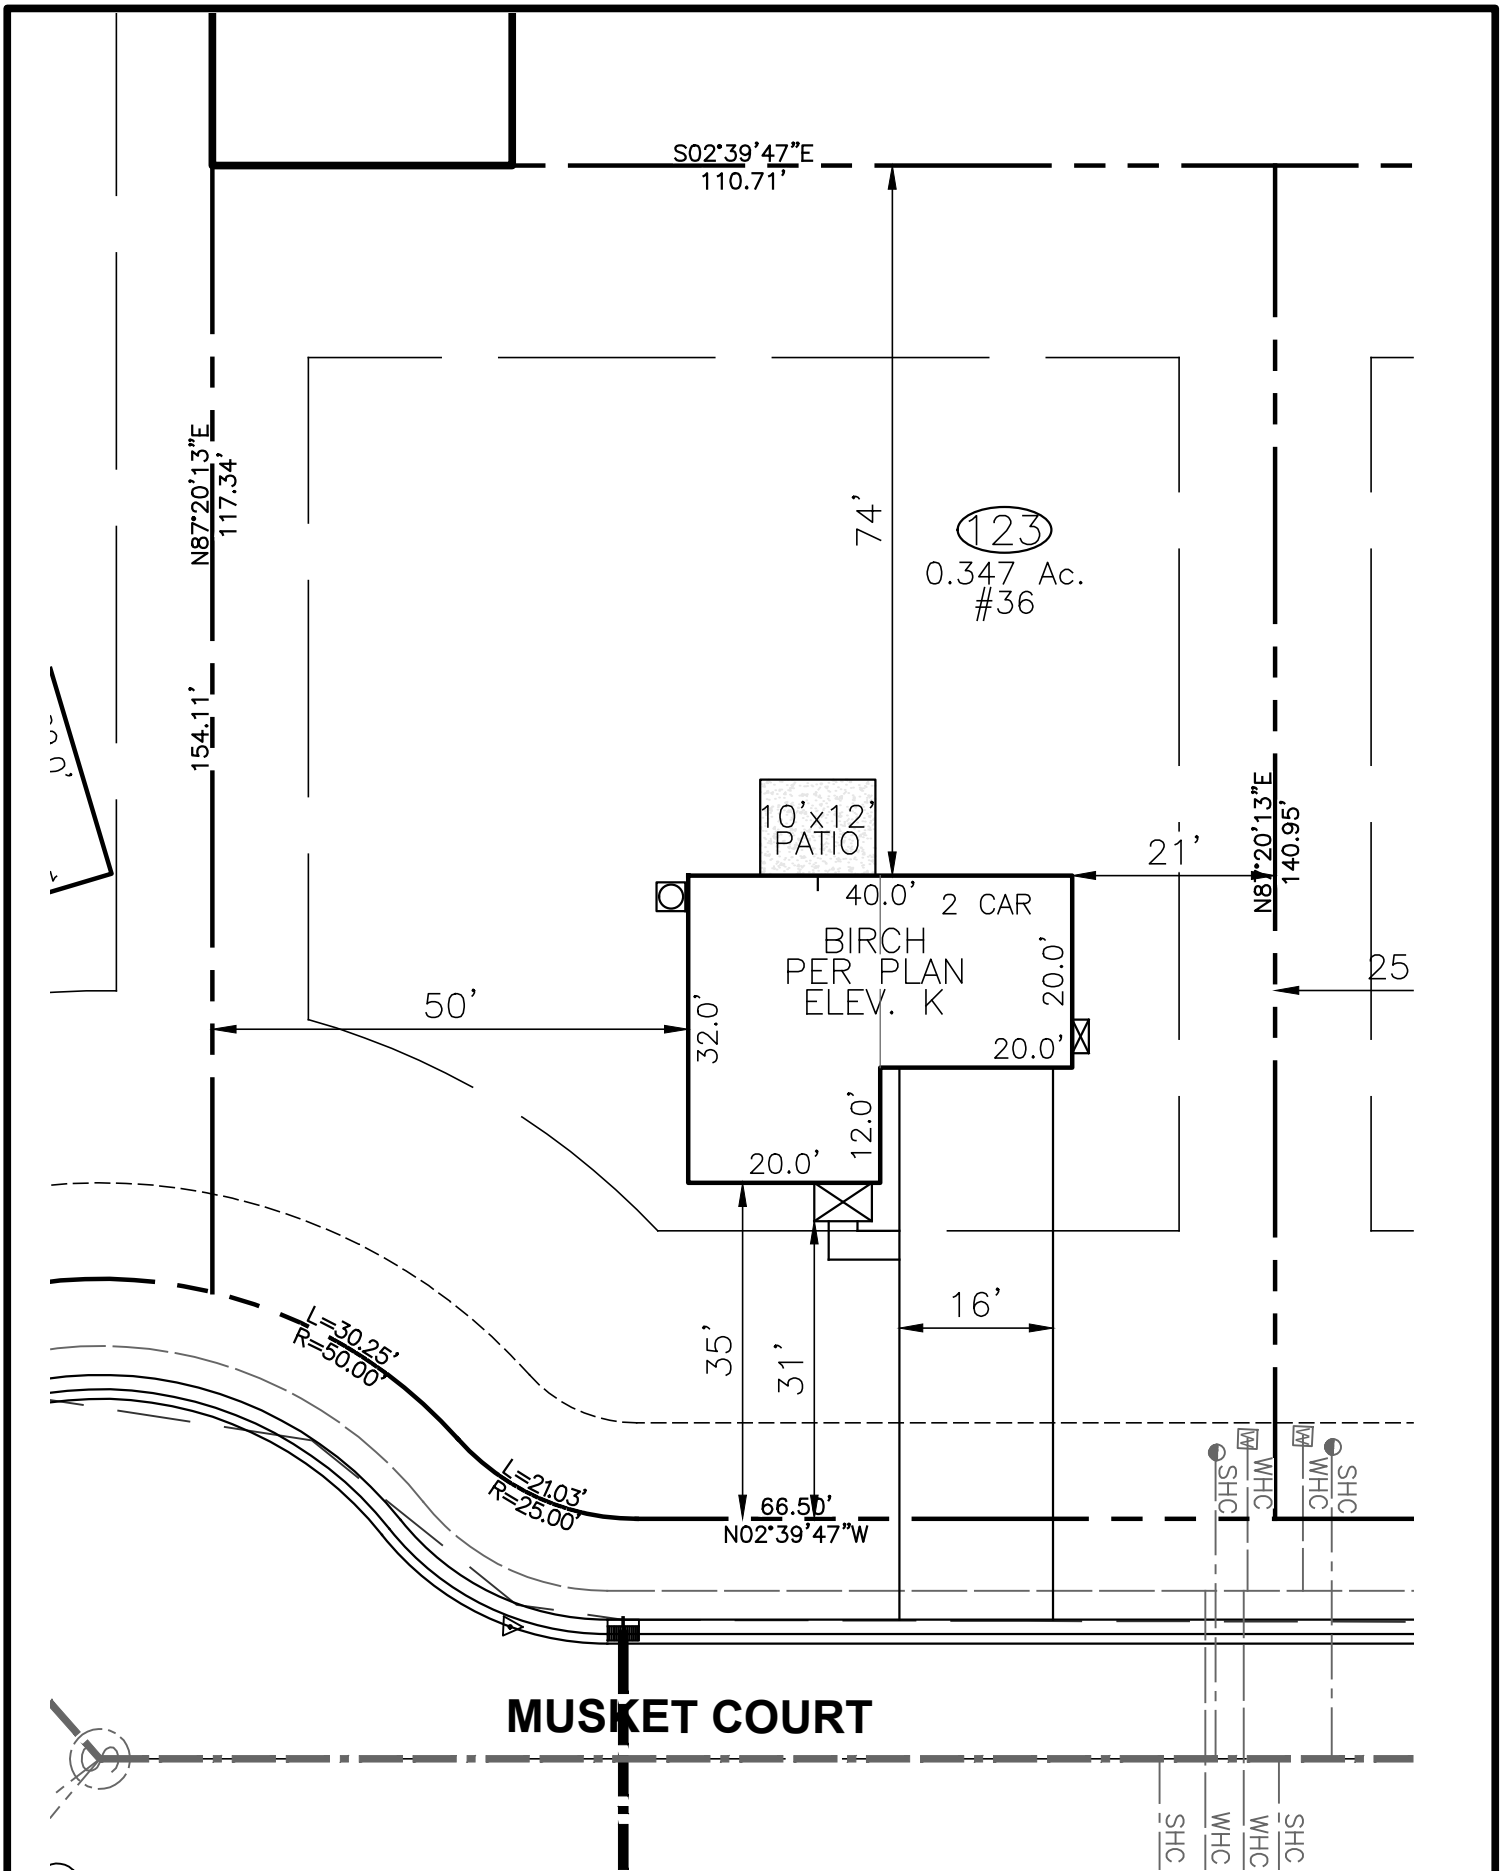 S02°39'47"E
110.71'
N87°20'13"E
117.34'
154.11'
74'
123
0.347 Ac.
#36
10'x12'
PATIO
21'
N87°20'13"E
140.95'
40.0'
2 CAR
BIRCH
PER PLAN
ELEV. K
20.0'
25
50'
32.0'
20.0'
12.0'
20.0'
16'
35'
31'
L=30.25'
R=50.00'
L=21.03'
R=25.00'
66.50'
N02°39'47"W
W
W
SHC
WHC
WHC
SHC
MUSKET COURT
SHC
WHC
WHC
SHC